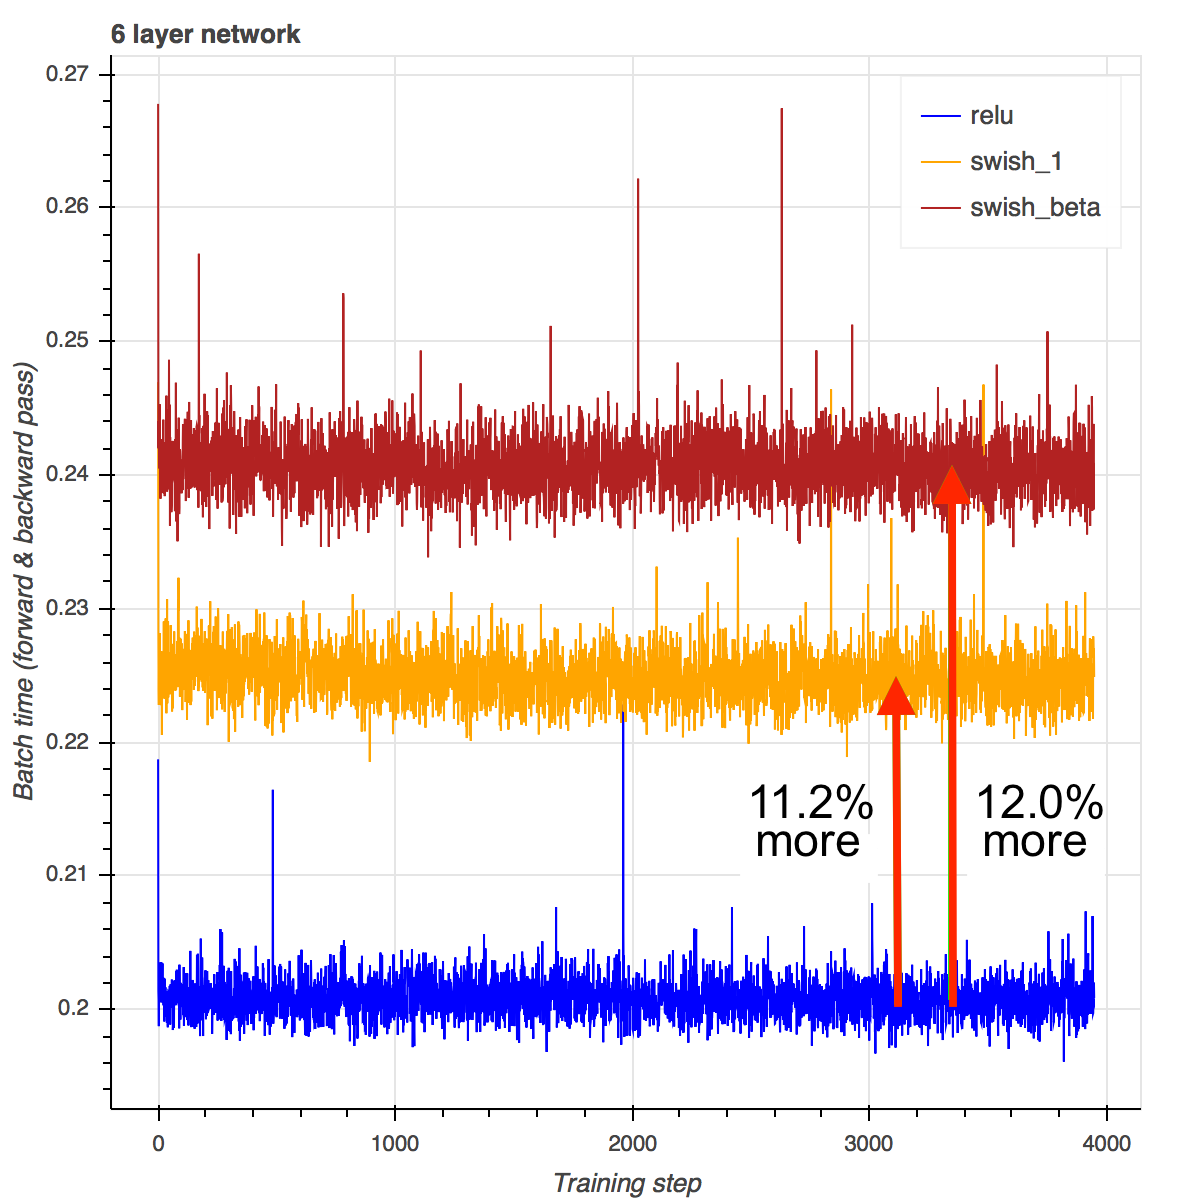 6 layer network
0.27
0.26
0.25
0.24
0.23
0.22
0.21
0.2
Batch time (forward & backward pass)
relu
swish_1
swish_beta
11.2%
more
12.0%
more
0
1000
2000
3000
4000
Training step